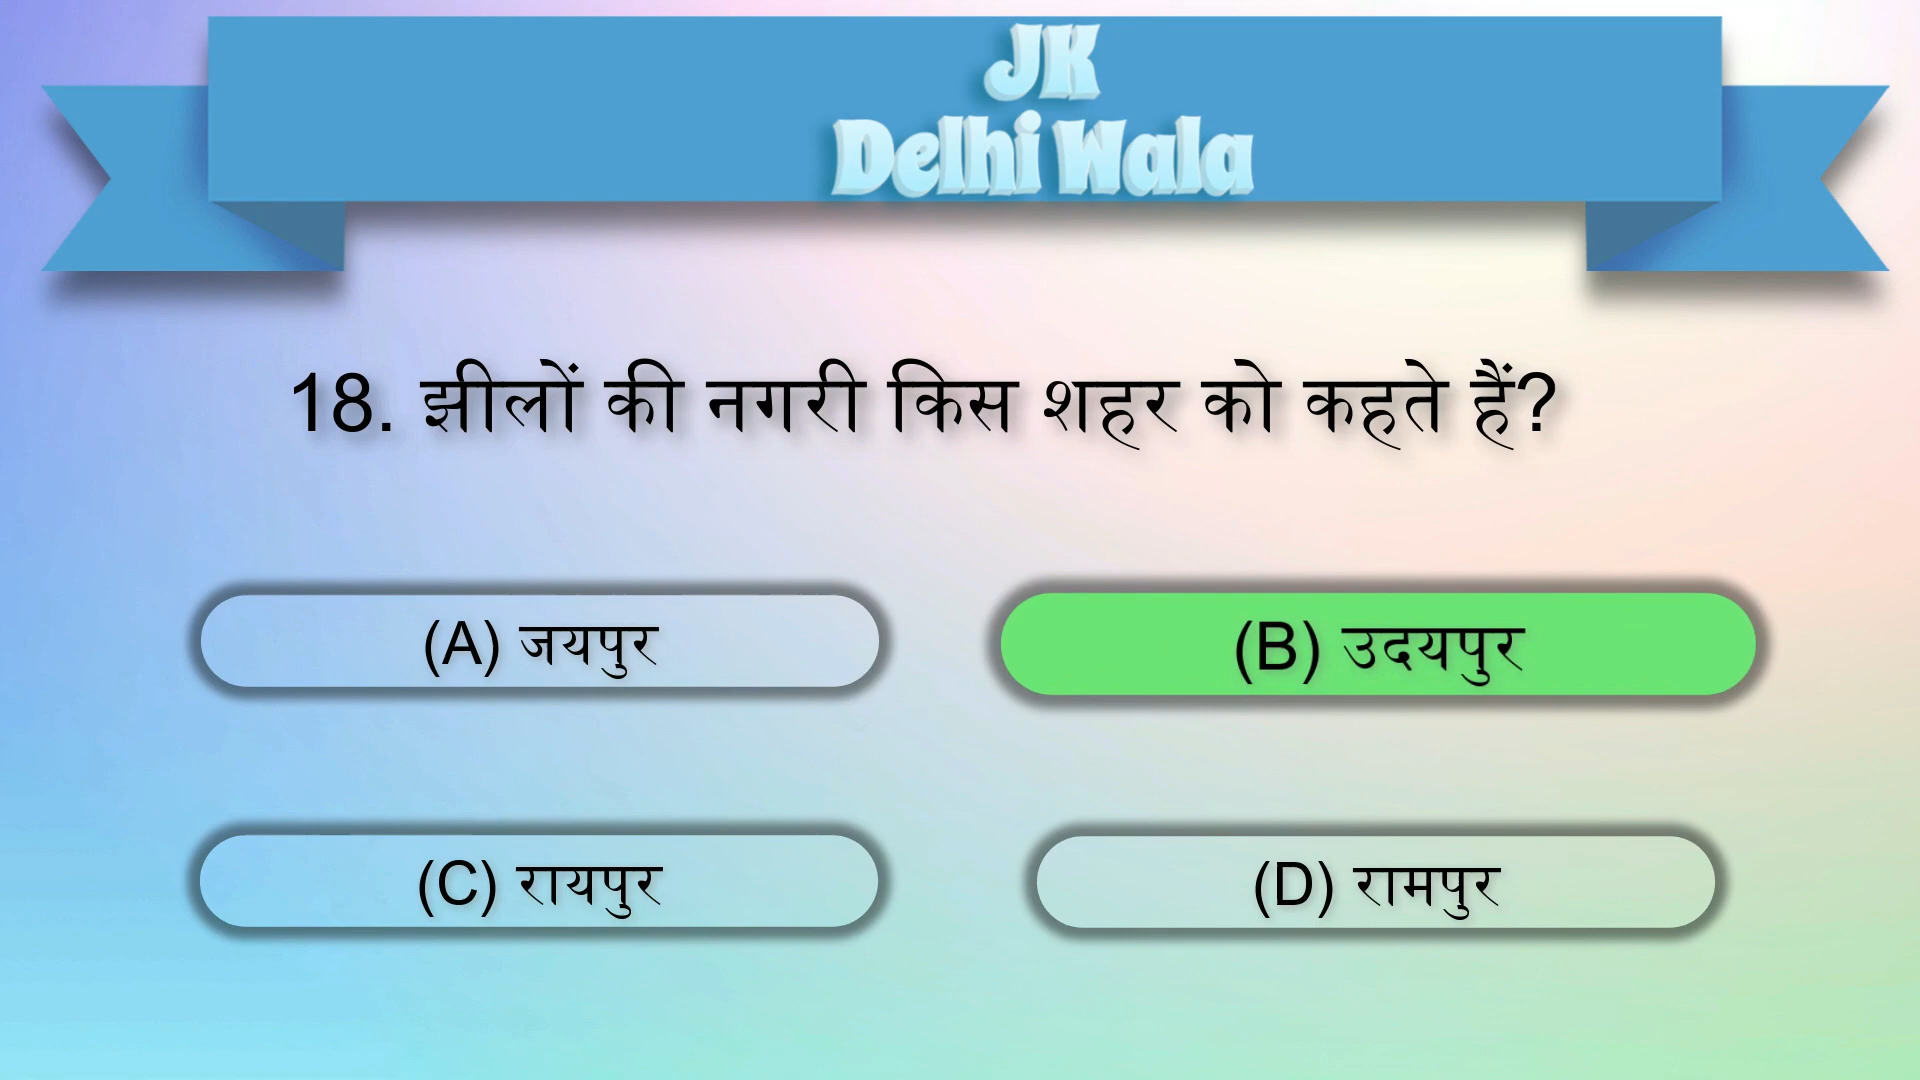 JK
Delhi Wala
18. झीलों की नगरी किस शहर को कहते हैं?
(A) जयपुर
(B) उदयपुर
(C) रायपुर
(D) रामपुर